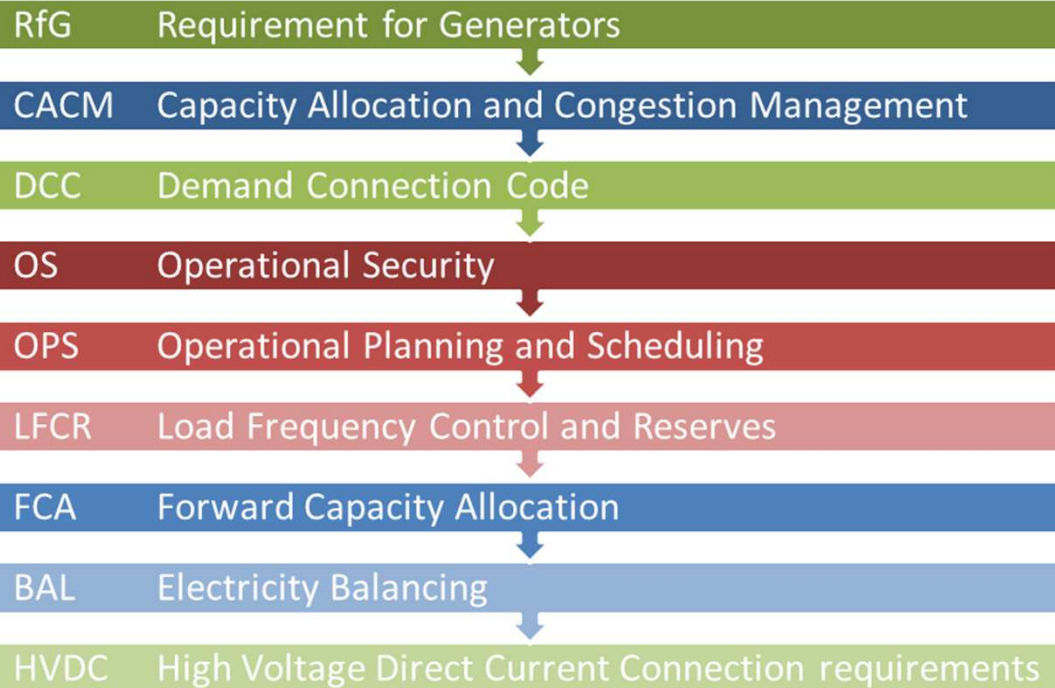 RfG Requirement for Generators
CACM Capacity Allocation and Congestion Management
DCC Demand Connection Code
OS Operational Security
OPS Operational Planning and Scheduling
LFCR Load Frequency Control and Reserves
FCA Forward Capacity Allocation
BAL Electricity Balancing
HVDC High Voltage Direct Current Connection requirements